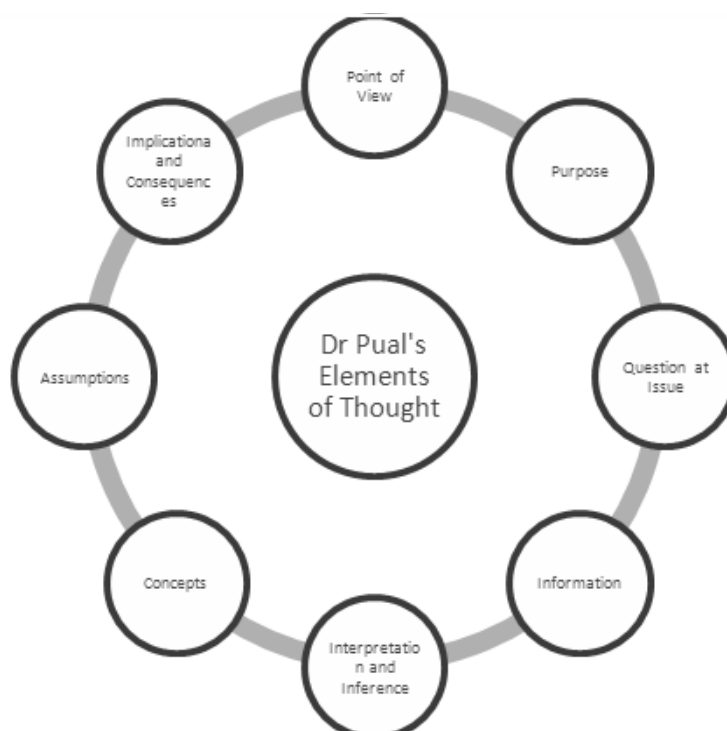 Point of
View
Purpose
Question at
Issue
Information
Interpretatio
n and
Inference
Concepts
Assumptions
Implicationa
and
Consequenc
es
Dr Pual's
Elements
of Thought